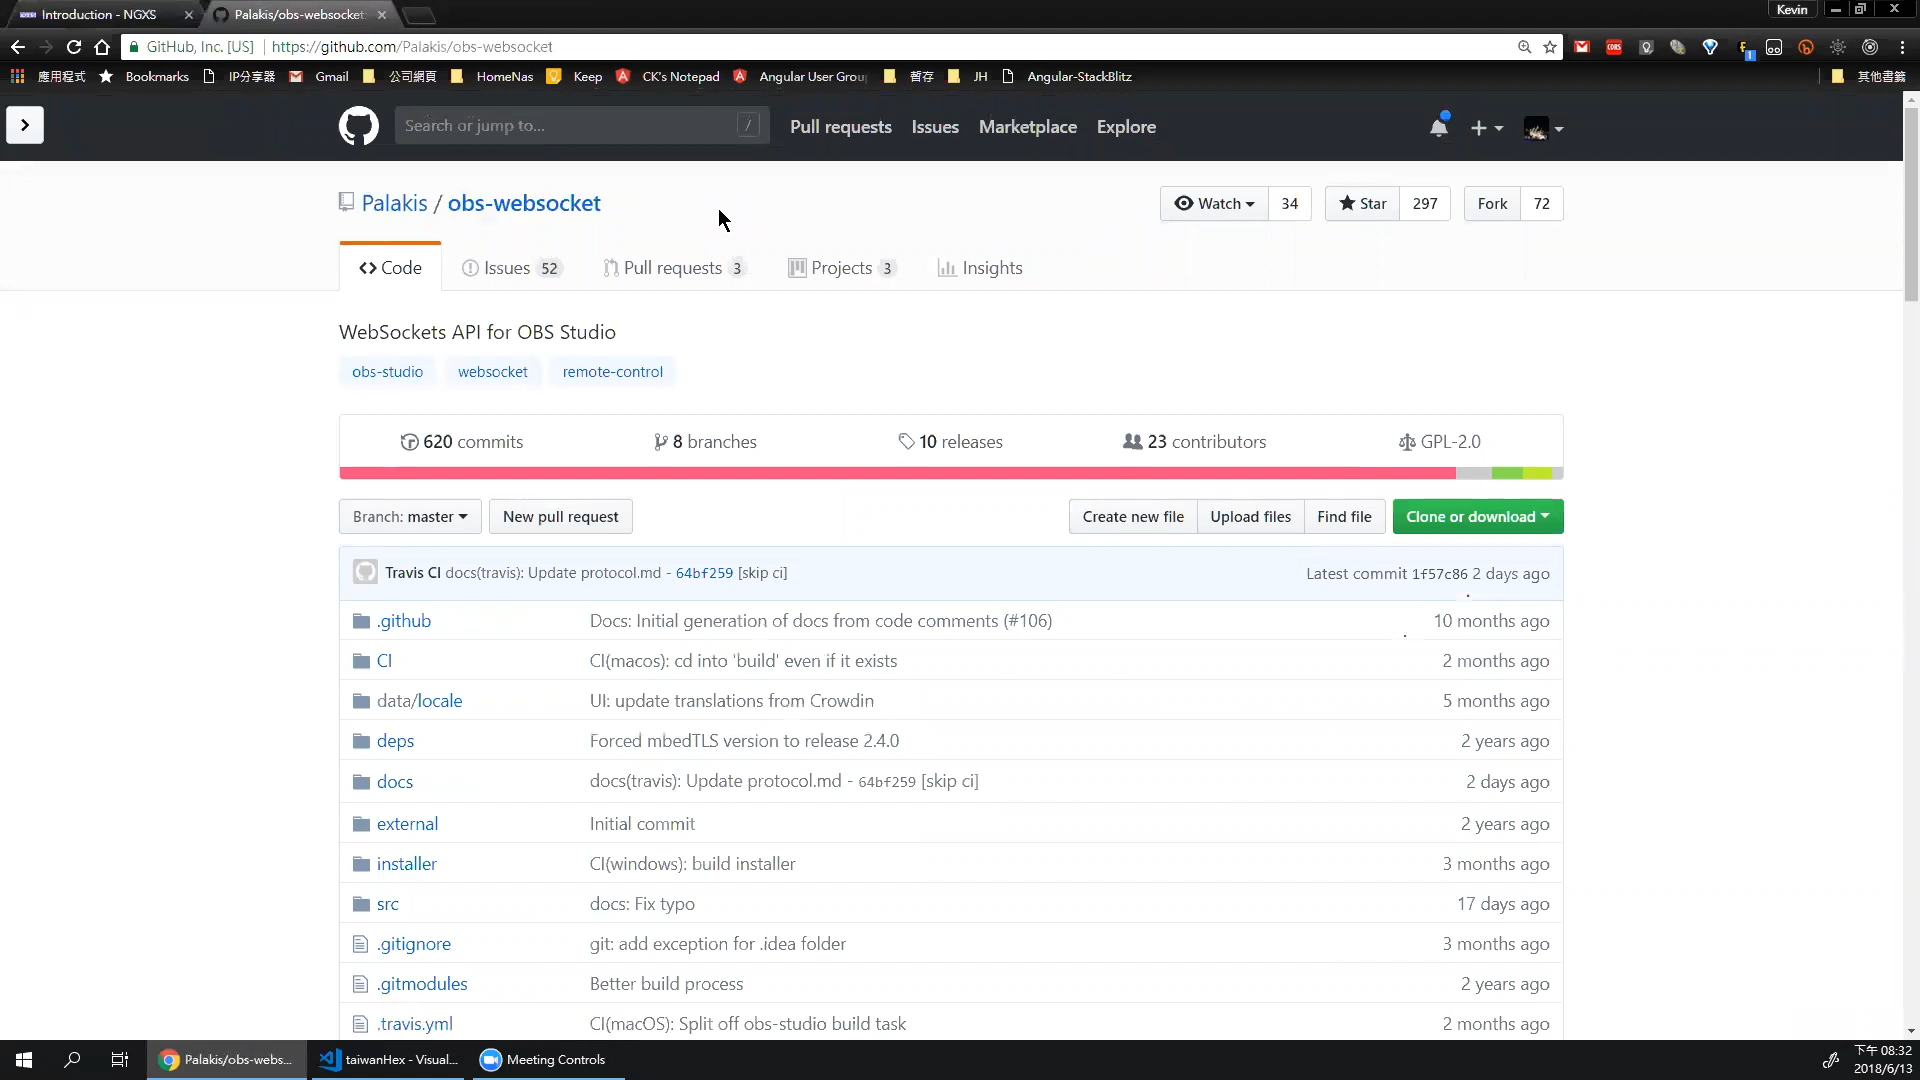 Introduction - NGXS
Palakis/obs-websocket:
Kevin
GitHub, Inc. [US] https://github.com/Palakis/obs-websocket
應用程式 Bookmarks IP分享器 Gmail 公司網頁 HomeNas Keep CK's Notepad Angular User Grou 暫存 JH Angular-StackBlitz 其他書籤
Search or jump to... / Pull requests Issues Marketplace Explore
Palakis / obs-websocket
Watch 34 Star 297 Fork 72
Code Issues 52 Pull requests 3 Projects 3 Insights
WebSockets API for OBS Studio
obs-studio websocket remote-control
620 commits 8 branches 10 releases 23 contributors GPL-2.0
Branch: master New pull request Create new file Upload files Find file Clone or download
Travis CI docs(travis): Update protocol.md - 64bf259 [skip ci] Latest commit 1f57c86 2 days ago
.github Docs: Initial generation of docs from code comments (#106) 10 months ago
CI CI(macos): cd into 'build' even if it exists 2 months ago
data/locale UI: update translations from Crowdin 5 months ago
deps Forced mbedTLS version to release 2.4.0 2 years ago
docs docs(travis): Update protocol.md - 64bf259 [skip ci] 2 days ago
external Initial commit 2 years ago
installer CI(windows): build installer 3 months ago
src docs: Fix typo 17 days ago
.gitignore git: add exception for .idea folder 3 months ago
.gitmodules Better build process 2 years ago
.travis.yml CI(macOS): Split off obs-studio build task 2 months ago
Palakis/obs-webs... taiwanHex - Visual... Meeting Controls
下午 08:32
2018/6/13